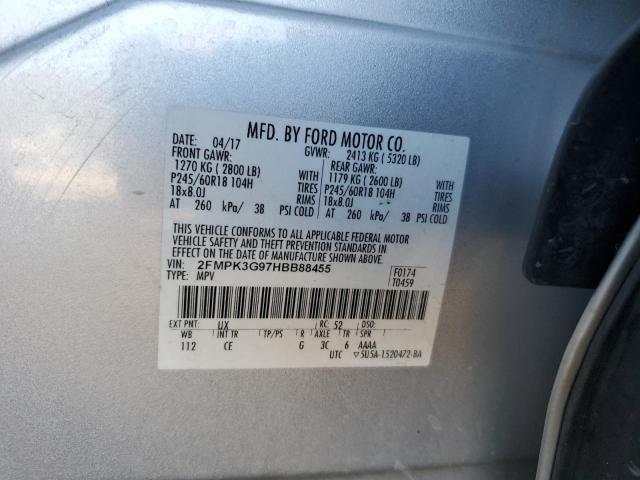 MFD. BY FORD MOTOR CO.
DATE: 04/17 GVWR: 2413 KG ( 5320 LB)
FRONT GAWR: REAR GAWR:
1270 KG ( 2800 LB) WITH 1179 KG ( 2600 LB) WITH
P245/60R18 104H TIRES P245/60R18 104H TIRES
18x8.0J RIMS 18x8.0J RIMS
AT 260 kPa/ 38 PSI COLD AT 260 kPa/ 38 PSI COLD
THIS VEHICLE CONFORMS TO ALL APPLICABLE FEDERAL MOTOR
VEHICLE SAFETY AND THEFT PREVENTION STANDARDS IN
EFFECT ON THE DATE OF MANUFACTURE SHOWN ABOVE.
VIN: 2FMPK3G97HBB88455 F0174
TYPE: MPV T0459
EXT PNT: UX RC: 52 DSO:
WB INT TR TP/PS R AXLE TR SPR
112 CE G 3C 6 AAAA
UTC ▽5U5A-1520472-BA